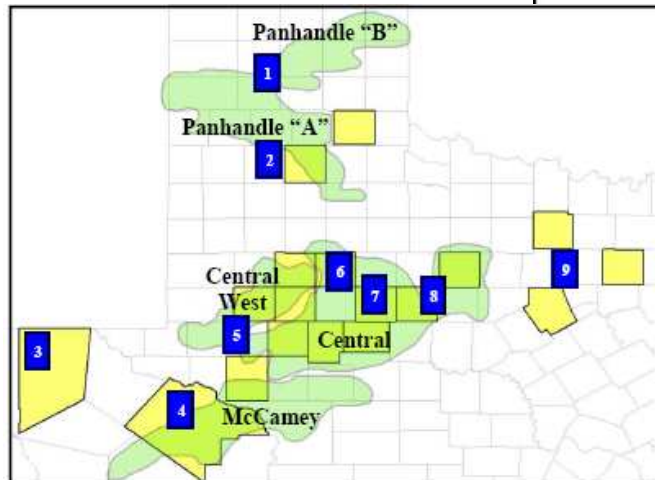 Panhandle “B”
1
Panhandle “A”
2
Central
West
6
7
8
9
5
3
Central
4
McCamey